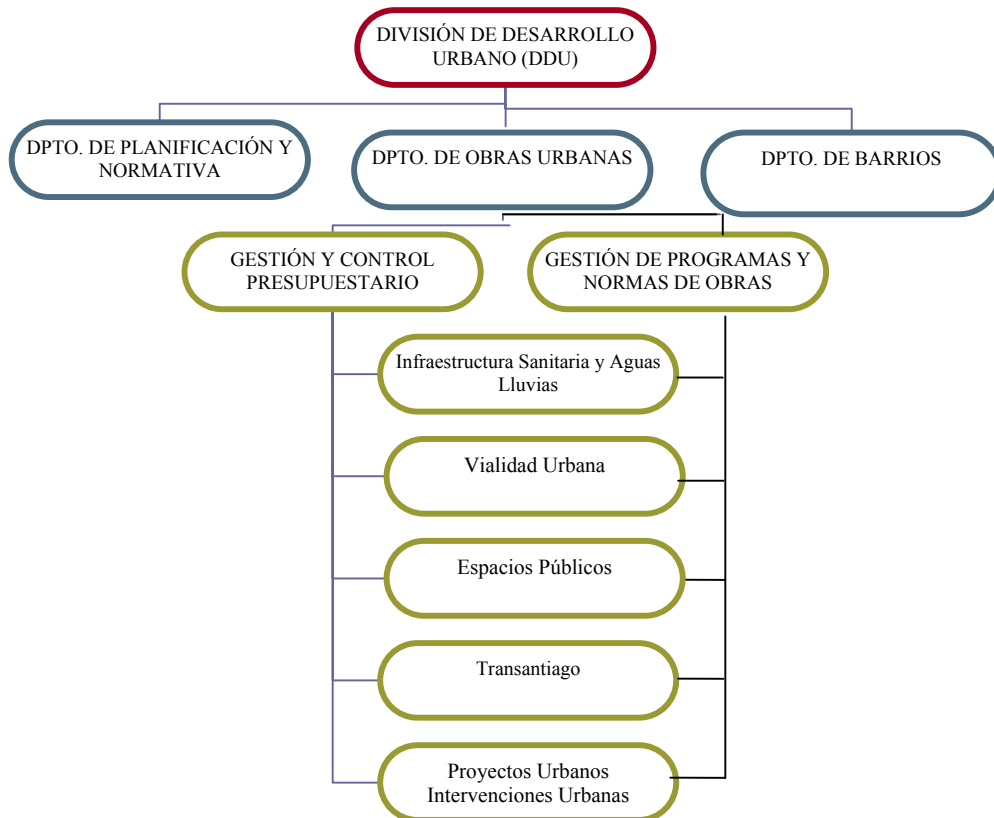 DIVISIÓN DE DESARROLLO
URBANO (DDU)
DPTO. DE PLANIFICACIÓN Y
NORMATIVA
DPTO. DE OBRAS URBANAS
DPTO. DE BARRIOS
GESTIÓN Y CONTROL
PRESUPUESTARIO
GESTIÓN DE PROGRAMAS Y
NORMAS DE OBRAS
Infraestructura Sanitaria y Aguas
Lluvias
Vialidad Urbana
Espacios Públicos
Transantiago
Proyectos Urbanos
Intervenciones Urbanas